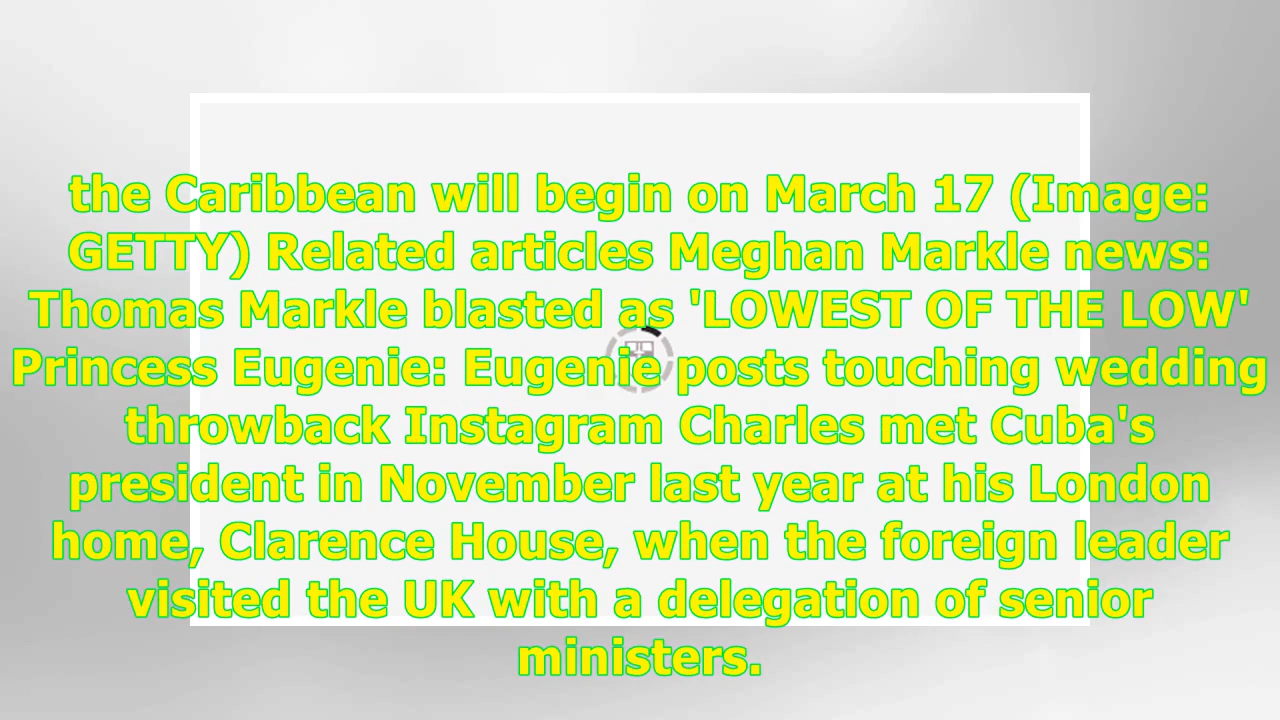 the Caribbean will begin on March 17 (Image:
GETTY) Related articles Meghan Markle news:
Thomas Markle blasted as 'LOWEST OF THE LOW'
Princess Eugenie: Eugenie posts touching wedding
throwback Instagram Charles met Cuba's
president in November last year at his London
home, Clarence House, when the foreign leader
visited the UK with a delegation of senior
ministers.